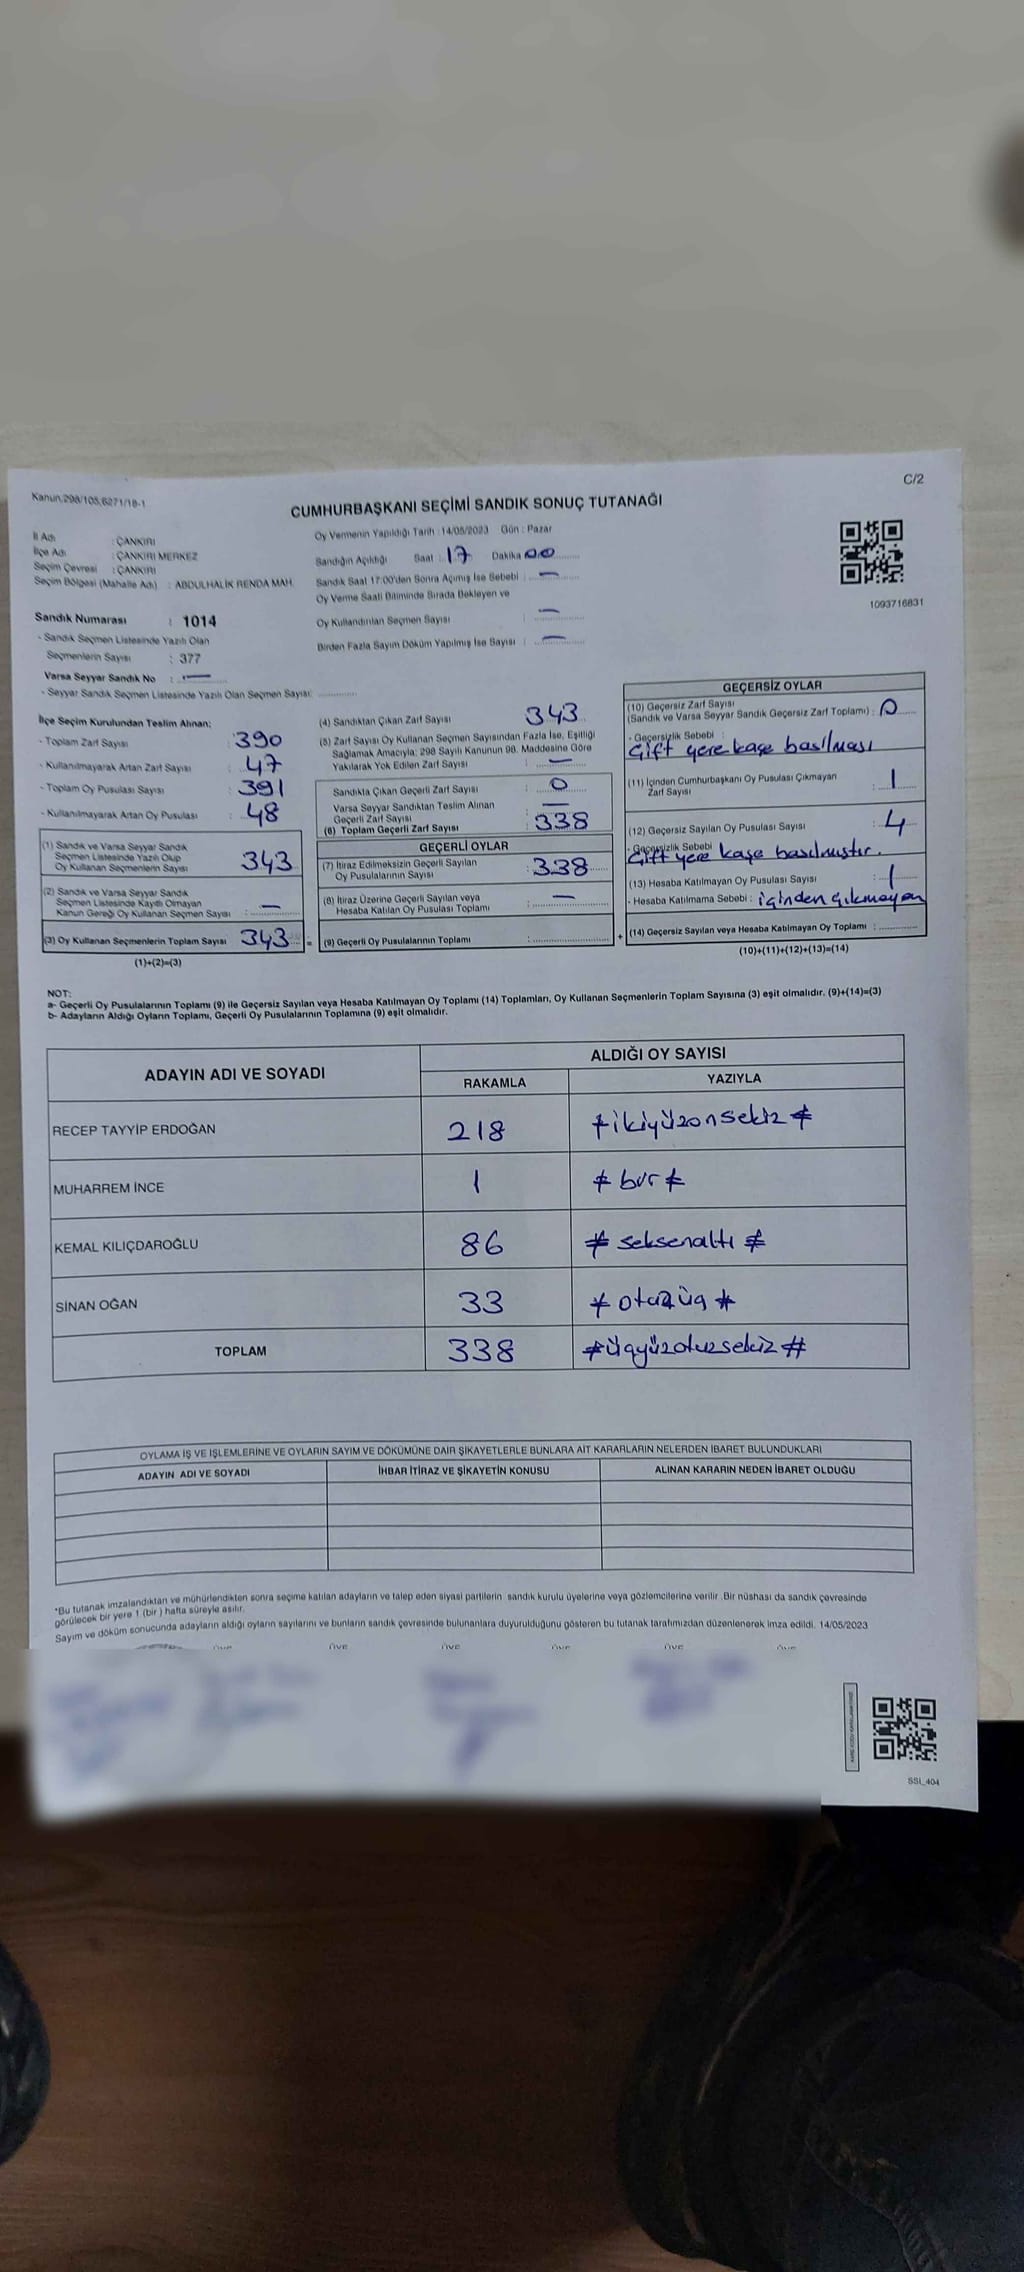 C/2
Kanun,298/105,6271/18-1
CUMHURBAŞKANI SEÇİMİ SANDIK SONUÇ TUTANAĞI
1093716831
İl Adı : ÇANKIRI
İlçe Adı : ÇANKIRI MERKEZ
Seçim Çevresi : ÇANKIRI
Seçim Bölgesi (Mahalle Adı) : ABDULHALİK RENDA MAH.
Sandık Numarası : 1014
- Sandık Seçmen Listesinde Yazılı Olan
Seçmenlerin Sayısı : 377
Varsa Seyyar Sandık No : —
- Seyyar Sandık Seçmen Listesinde Yazılı Olan Seçmen Sayısı:
Oy Vermenin Yapıldığı Tarih : 14/05/2023 Gün : Pazar
Sandığın Açıldığı Saat : 17 Dakika 00
Sandık Saat 17:00'den Sonra Açımış İse Sebebi : —
Oy Verme Saati Bitiminde Sırada Bekleyen ve
Oy Kullandırılan Seçmen Sayısı : —
Birden Fazla Sayım Döküm Yapılmış İse Sayısı : —
İlçe Seçim Kurulundan Teslim Alınan;
- Toplam Zarf Sayısı : 390
- Kullanılmayarak Artan Zarf Sayısı : 47
- Toplam Oy Pusulası Sayısı : 391
- Kullanılmayarak Artan Oy Pusulası : 48
(1) Sandık ve Varsa Seyyar Sandık
Seçmen Listesinde Yazılı Olup
Oy Kullanan Seçmenlerin Sayısı : 343
(2) Sandık ve Varsa Seyyar Sandık
Seçmen Listesinde Kayıtlı Olmayan
Kanun Gereği Oy Kullanan Seçmen Sayısı : —
(3) Oy Kullanan Seçmenlerin Toplam Sayısı 343 =
(1)+(2)=(3)
(4) Sandıktan Çıkan Zarf Sayısı 343
(5) Zarf Sayısı Oy Kullanan Seçmen Sayısından Fazla İse, Eşitliği
Sağlamak Amacıyla; 298 Sayılı Kanunun 98. Maddesine Göre
Yakılarak Yok Edilen Zarf Sayısı : —
Sandıkta Çıkan Geçerli Zarf Sayısı : 0
Varsa Seyyar Sandıktan Teslim Alınan
Geçerli Zarf Sayısı : —
(6) Toplam Geçerli Zarf Sayısı : 338
GEÇERLİ OYLAR
(7) İtiraz Edilmeksizin Geçerli Sayılan
Oy Pusulalarının Sayısı : 338
(8) İtiraz Üzerine Geçerli Sayılan veya
Hesaba Katılan Oy Pusulası Toplamı : —
(9) Geçerli Oy Pusulalarının Toplamı : +
GEÇERSİZ OYLAR
(10) Geçersiz Zarf Sayısı
(Sandık ve Varsa Seyyar Sandık Geçersiz Zarf Toplamı) : 0
- Geçersizlik Sebebi :
Çift yere kaşe basılması
(11) İçinden Cumhurbaşkanı Oy Pusulası Çıkmayan
Zarf Sayısı : 1
(12) Geçersiz Sayılan Oy Pusulası Sayısı : 4
- Geçersizlik Sebebi
Çift yere kaşe basılmıştır.
(13) Hesaba Katılmayan Oy Pusulası Sayısı : 1
- Hesaba Katılmama Sebebi : içinden çıkmayan
(14) Geçersiz Sayılan veya Hesaba Katılmayan Oy Toplamı :
(10)+(11)+(12)+(13)=(14)
NOT:
a- Geçerli Oy Pusulalarının Toplamı (9) ile Geçersiz Sayılan veya Hesaba Katılmayan Oy Toplamı (14) Toplamları, Oy Kullanan Seçmenlerin Toplam Sayısına (3) eşit olmalıdır. (9)+(14)=(3)
b- Adayların Aldığı Oyların Toplamı, Geçerli Oy Pusulalarının Toplamına (9) eşit olmalıdır.
ADAYIN ADI VE SOYADI
ALDIĞI OY SAYISI
RAKAMLA YAZIYLA
RECEP TAYYİP ERDOĞAN 218 # ikiyüzonsekiz #
MUHARREM İNCE 1 # bir #
KEMAL KILIÇDAROĞLU 86 # seksenaltı #
SİNAN OĞAN 33 # otuzüç #
TOPLAM 338 # üçyüzotuzsekiz #
OYLAMA İŞ VE İŞLEMLERİNE VE OYLARIN SAYIM VE DÖKÜMÜNE DAİR ŞİKAYETLERLE BUNLARA AİT KARARLARIN NELERDEN İBARET BULUNDUKLARI
ADAYIN ADI VE SOYADI İHBAR İTİRAZ VE ŞİKAYETİN KONUSU ALINAN KARARIN NEDEN İBARET OLDUĞU
*Bu tutanak imzalandıktan ve mühürlendikten sonra seçime katılan adayların ve talep eden siyasi partilerin sandık kurulu üyelerine veya gözlemcilerine verilir. Bir nüshası da sandık çevresinde
görülecek bir yere 1 (bir) hafta süreyle asılır.
Sayım ve döküm sonucunda adayların aldığı oyların sayılarını ve bunların sandık çevresinde bulunanlara duyurulduğunu gösteren bu tutanak tarafımızdan düzenlenerek imza edildi. 14/05/2023
ÜYE ÜYE ÜYE ÜYE ÜYE ÜYE
SSI_404